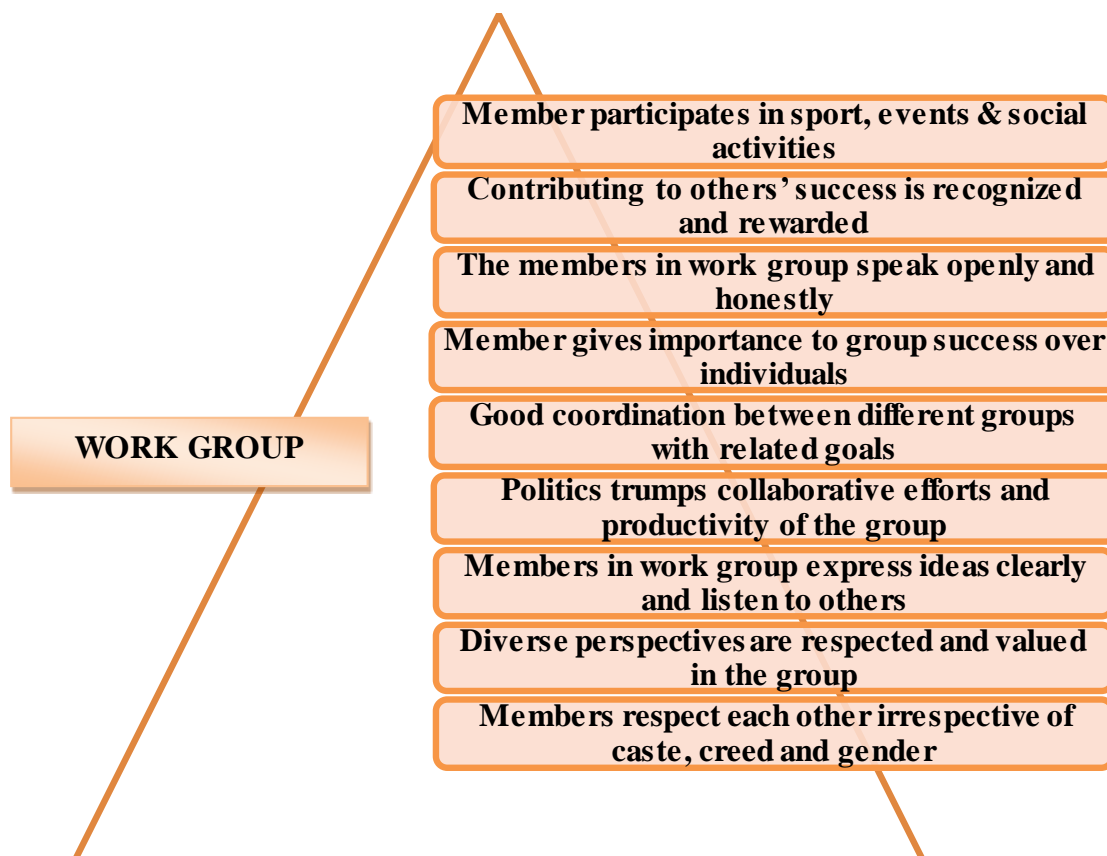 Member participates in sport, events & social
activities
Contributing to others’ success is recognized
and rewarded
The members in work group speak openly and
honestly
Member gives importance to group success over
individuals
Good coordination between different groups
with related goals
WORK GROUP
Politics trumps collaborative efforts and
productivity of the group
Members in work group express ideas clearly
and listen to others
Diverse perspectives are respected and valued
in the group
Members respect each other irrespective of
caste, creed and gender